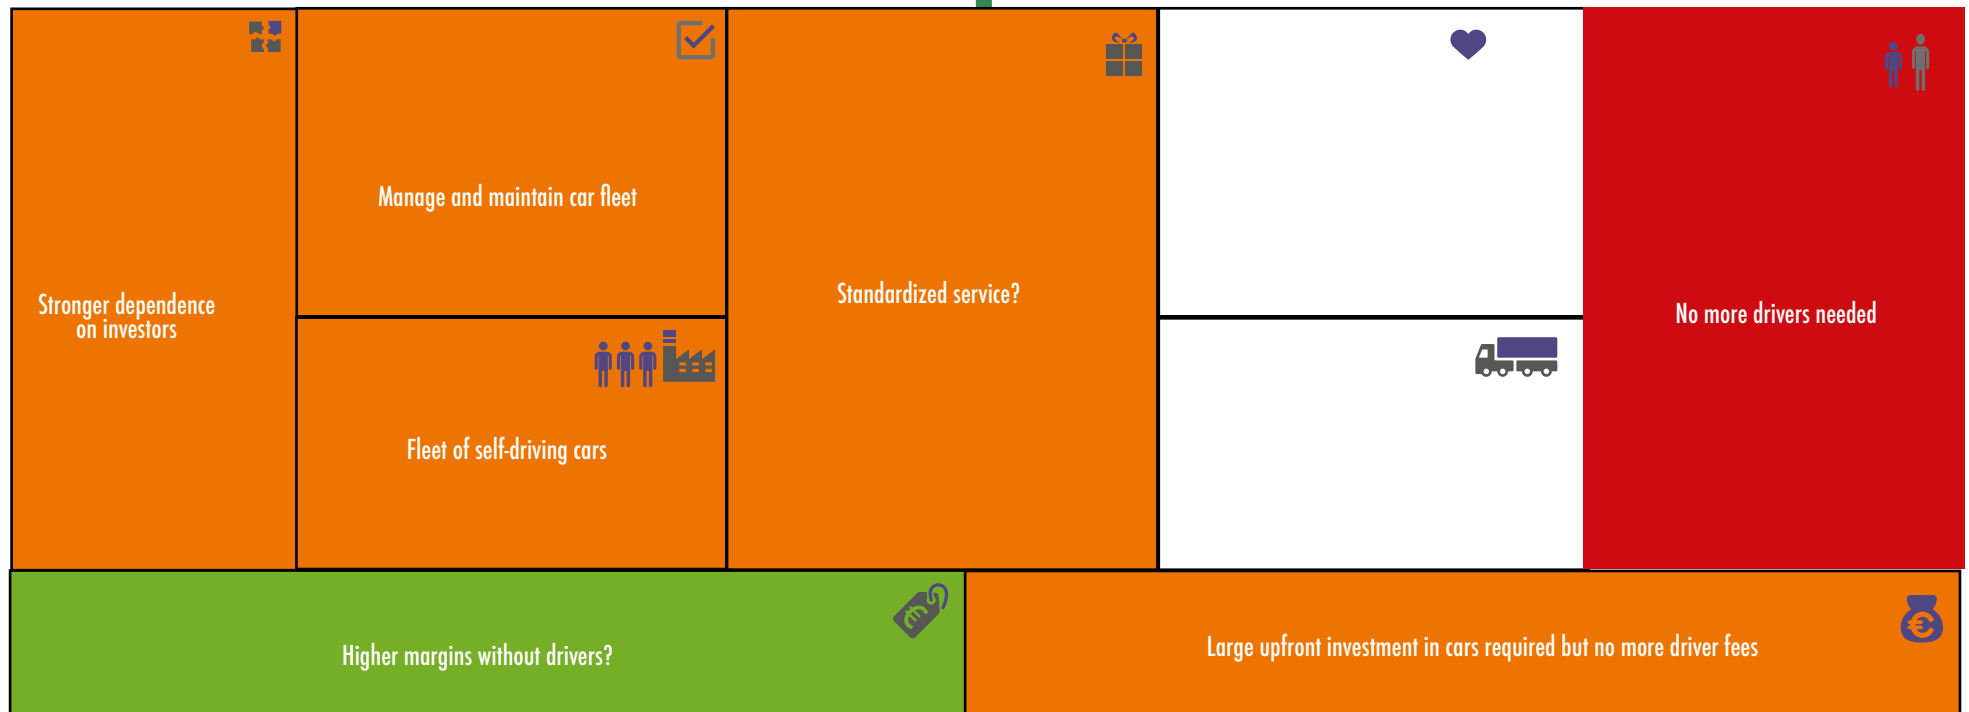 Manage and maintain car fleet
Stronger dependence
on investors
Fleet of self-driving cars
Standardized service?
No more drivers needed
Higher margins without drivers?
Large upfront investment in cars required but no more driver fees